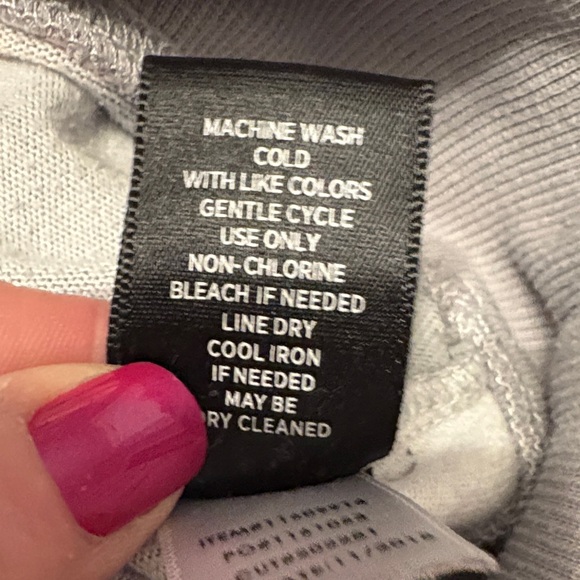 MACHINE WASH
COLD
WITH LIKE COLORS
GENTLE CYCLE
USE ONLY
NON-CHLORINE
BLEACH IF NEEDED
LINE DRY
COOL IRON
IF NEEDED
MAY BE
RY CLEANED